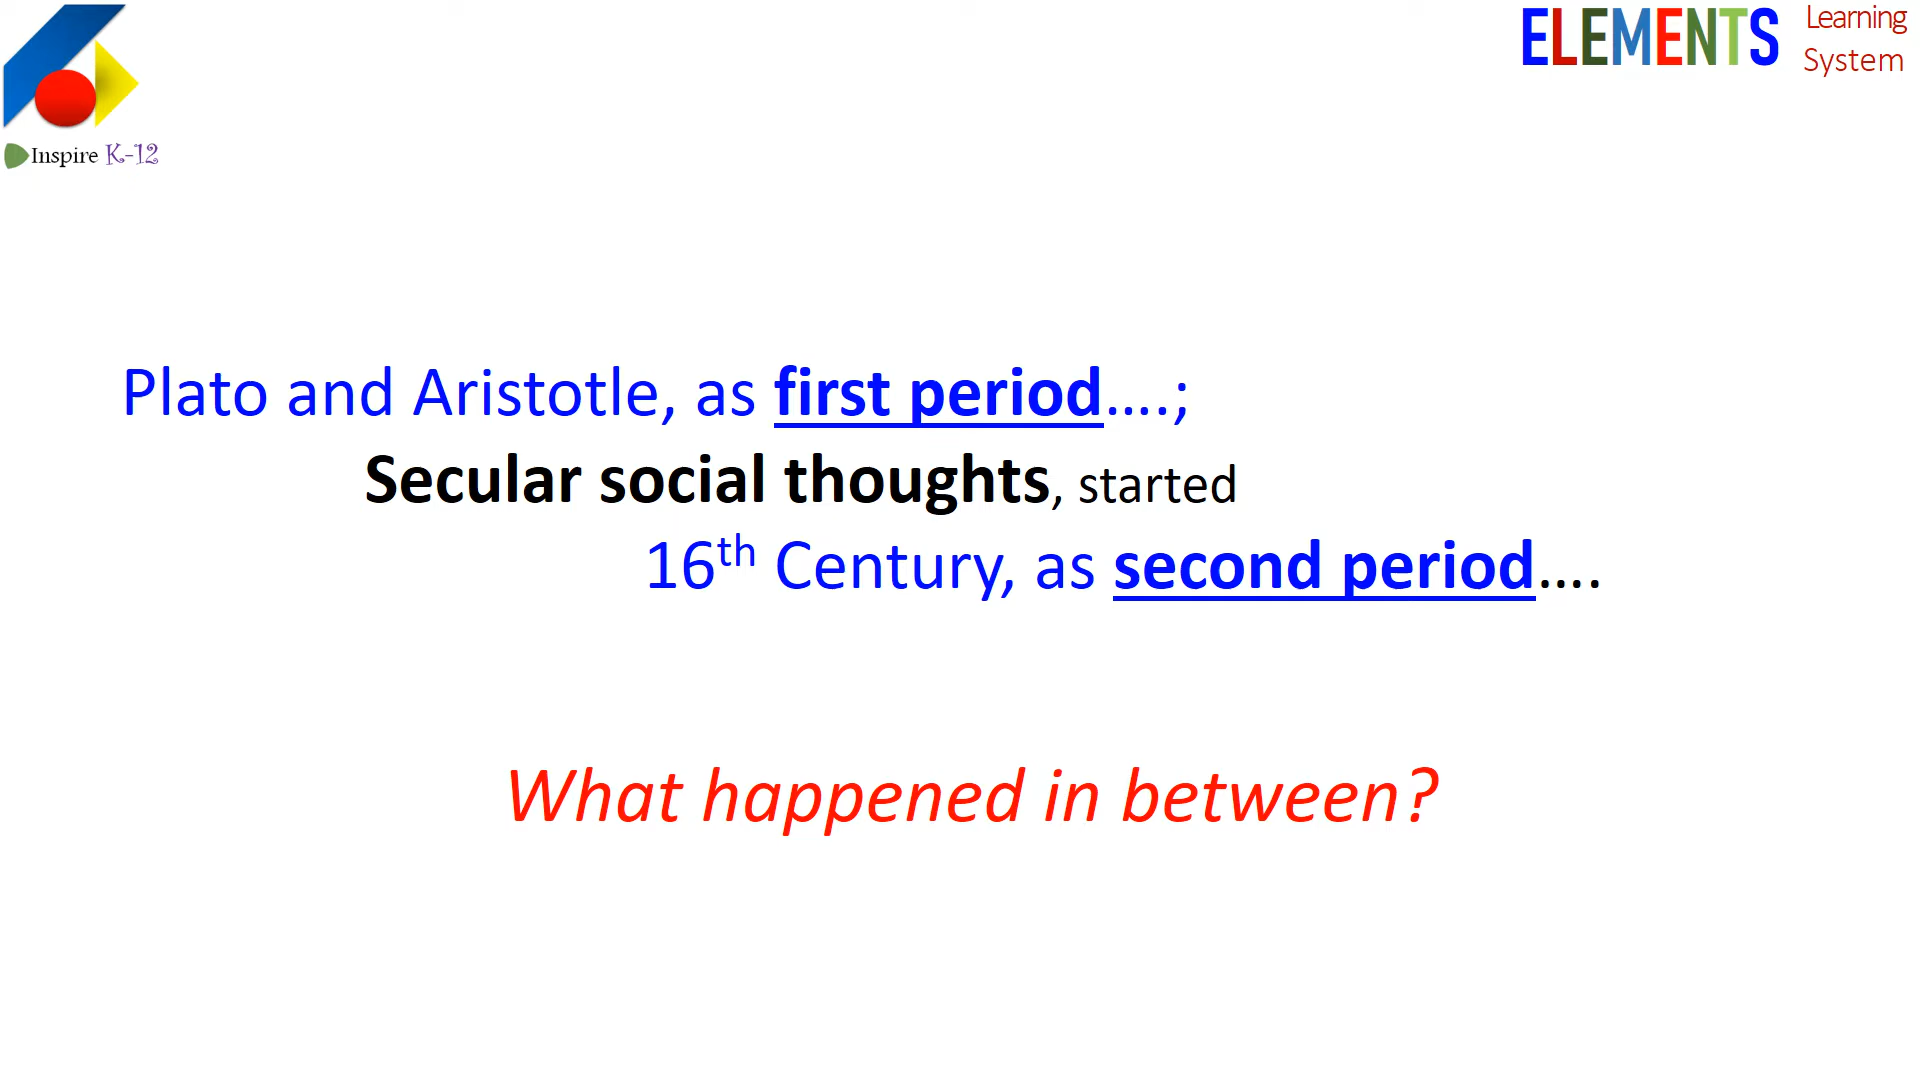 ELEMENTS Learning System
Inspire K-12
Plato and Aristotle, as first period….;
Secular social thoughts, started
16th Century, as second period….
What happened in between?